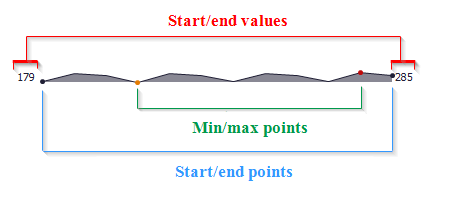 Start/end values
179
285
Min/max points
Start/end points